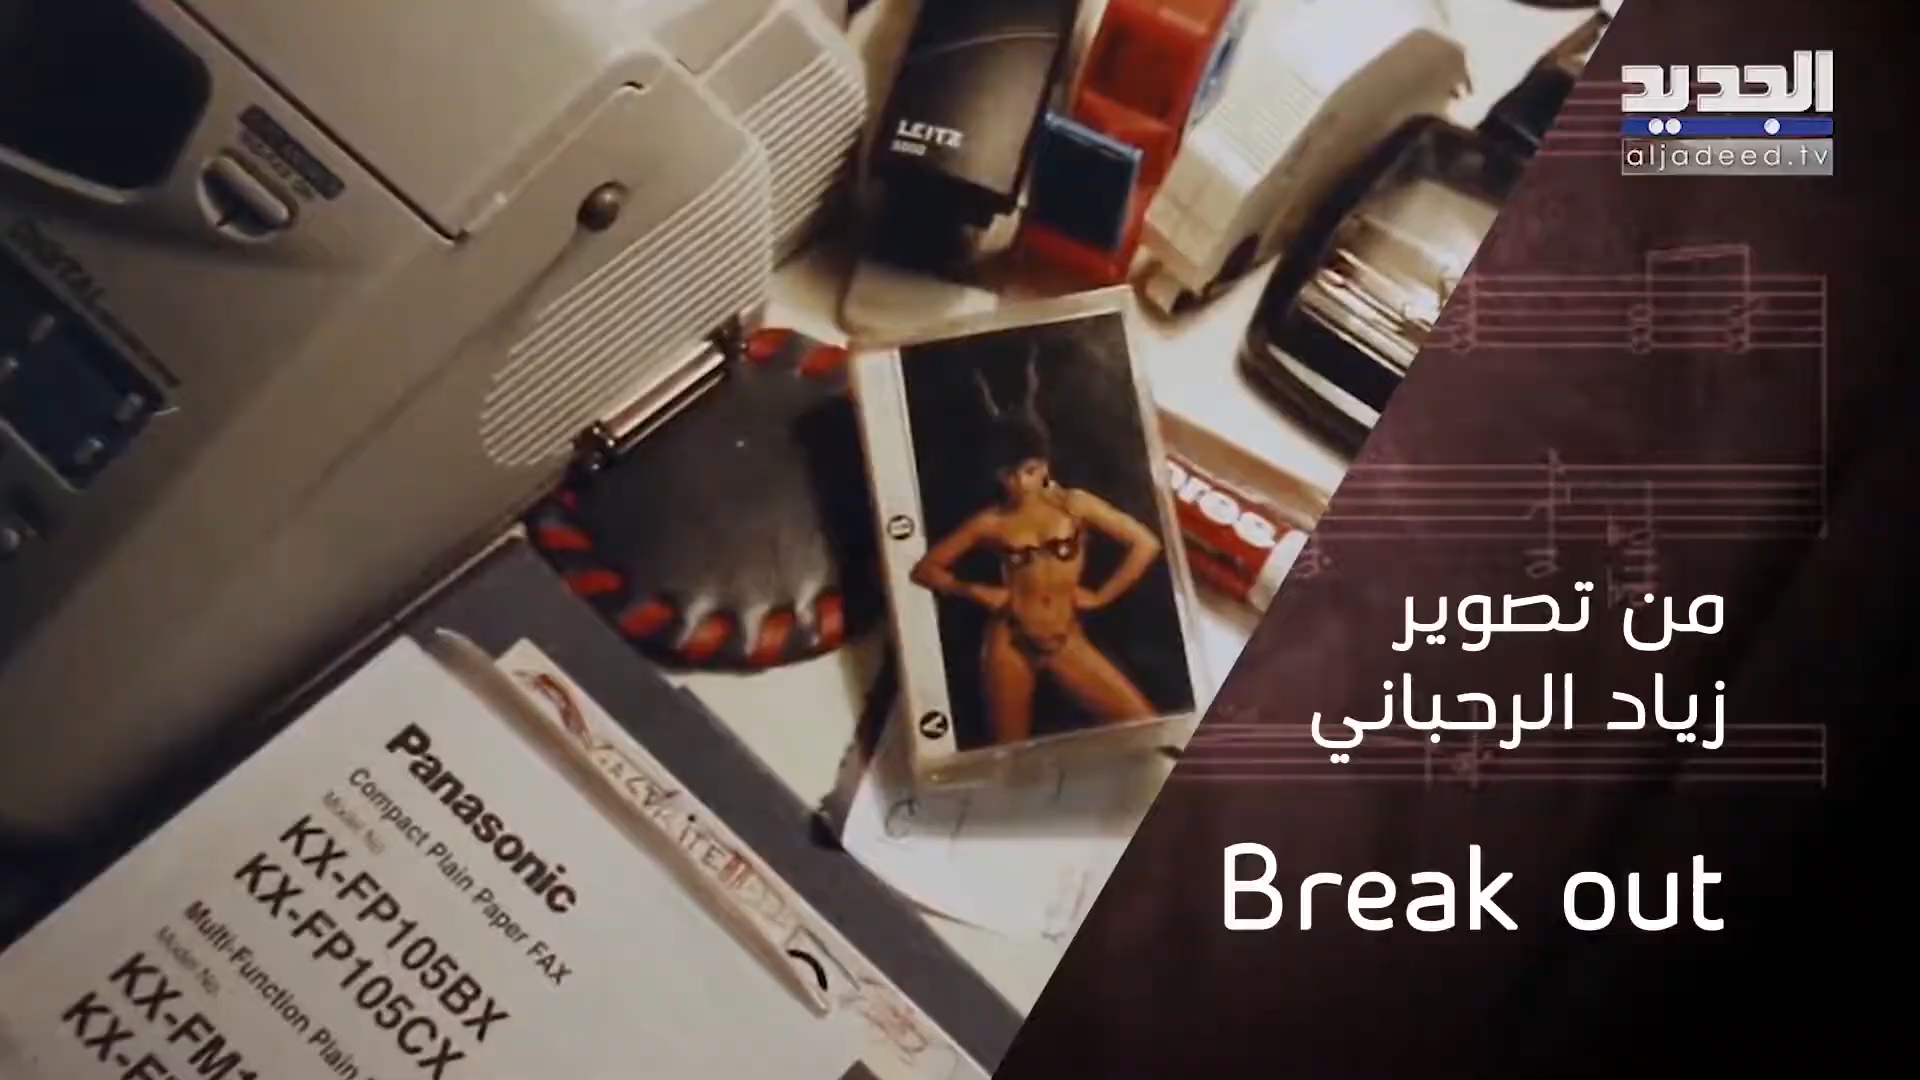 الجديد
aljadeed.tv
LEITZ
DIGITAL
Panasonic
Compact Plain Paper FAX
Model No.
KX-FP105BX
KX-FP105CX
Multi-Function Plain
Model No.
من تصوير
زياد الرحباني
Break out